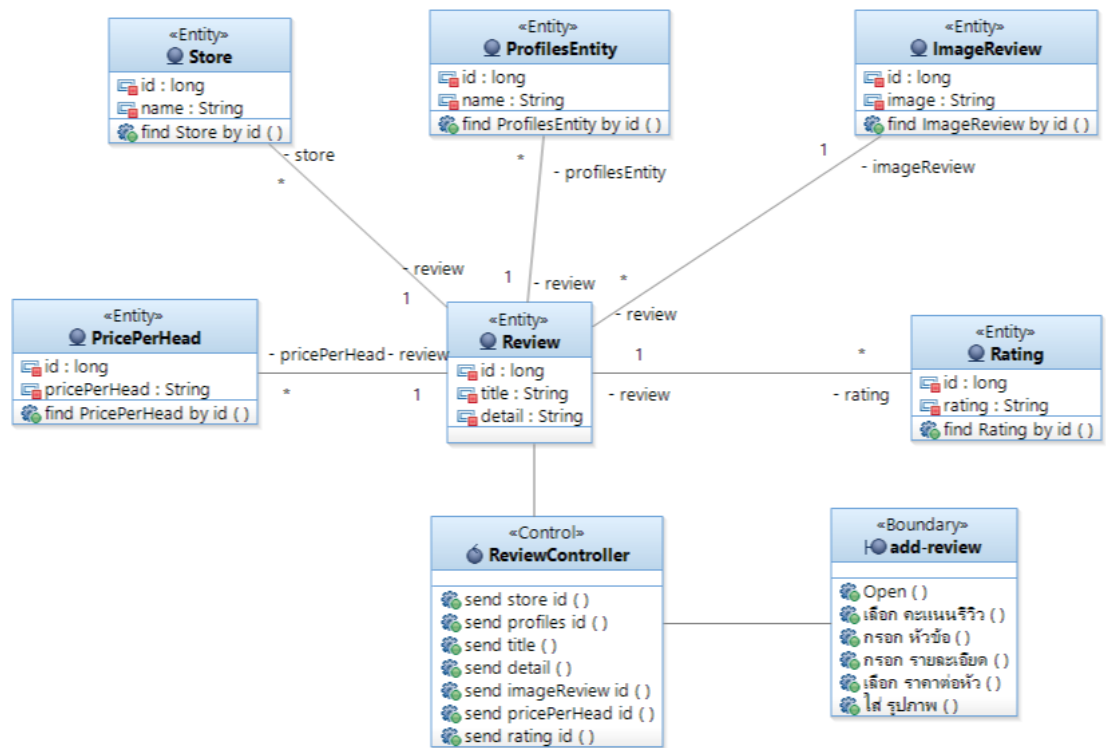 «Entity»
Store
id : long
name : String
find Store by id ( )
«Entity»
ProfilesEntity
id : long
name : String
find ProfilesEntity by id ( )
«Entity»
ImageReview
id : long
image : String
find ImageReview by id ( )
- store
*
*
- profilesEntity
1
- imageReview
- review
1
1
- review
*
- review
«Entity»
PricePerHead
id : long
pricePerHead : String
find PricePerHead by id ( )
- pricePerHead
- review
*
1
«Entity»
Review
id : long
title : String
detail : String
1
*
- review
- rating
«Entity»
Rating
id : long
rating : String
find Rating by id ( )
«Control»
ReviewController
send store id ( )
send profiles id ( )
send title ( )
send detail ( )
send imageReview id ( )
send pricePerHead id ( )
send rating id ( )
«Boundary»
add-review
Open ( )
เลือก คะแนนรีวิว ( )
กรอก หัวข้อ ( )
กรอก รายละเอียด ( )
เลือก ราคาต่อหัว ( )
ใส่ รูปภาพ ( )